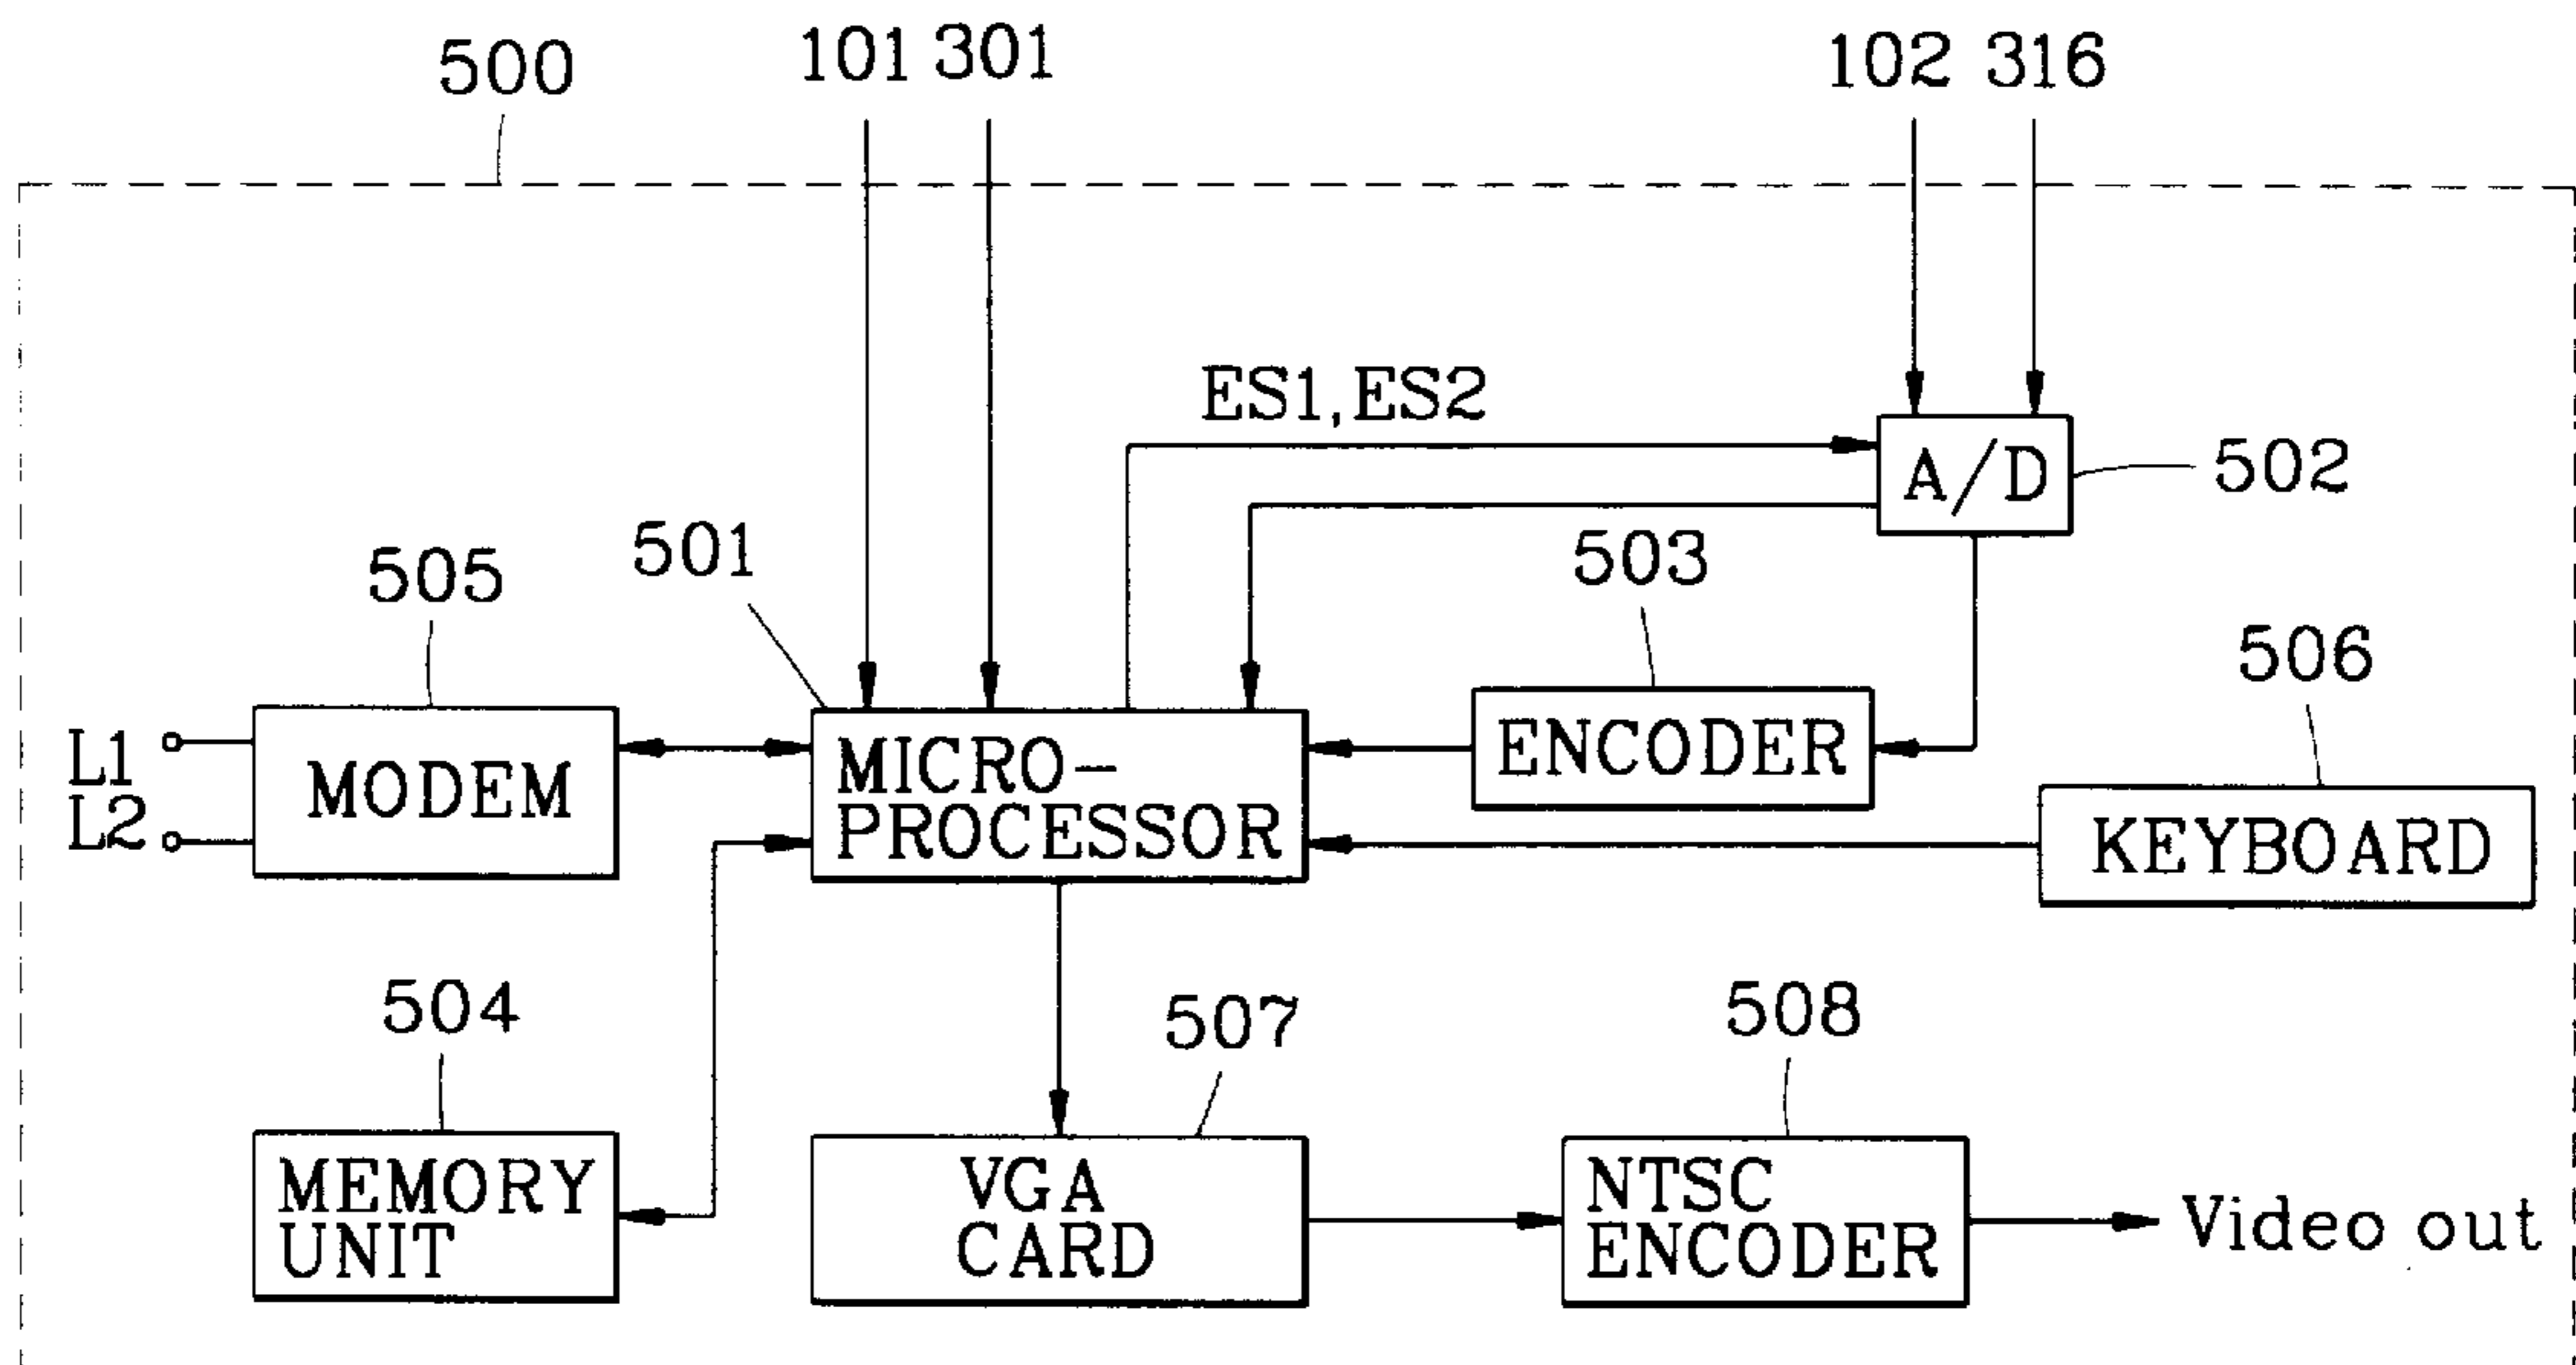 500
101 301
102 316
ES1, ES2
A/D
502
501
503
505
506
L1
L2
MODEM
MICRO-
PROCESSOR
ENCODER
KEYBOARD
504
507
508
MEMORY
UNIT
VGA
CARD
NTSC
ENCODER
Video out